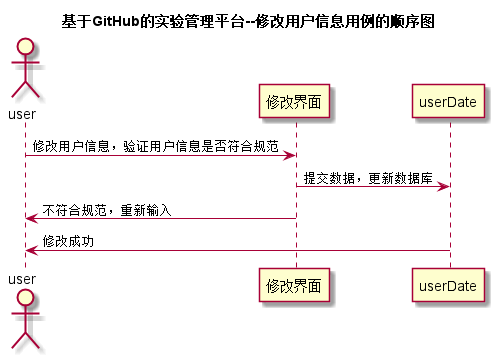 基于GitHub的实验管理平台--修改用户信息用例的顺序图
user
修改界面
userDate
修改用户信息，验证用户信息是否符合规范
提交数据，更新数据库
不符合规范，重新输入
修改成功
user
修改界面
userDate